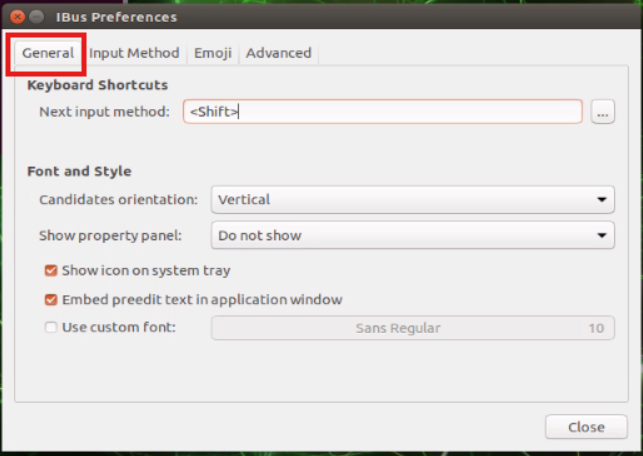 IBus Preferences
General Input Method Emoji Advanced
Keyboard Shortcuts
Next input method: <Shift> ...
Font and Style
Candidates orientation: Vertical
Show property panel: Do not show
Show icon on system tray
Embed preedit text in application window
Use custom font: Sans Regular 10
Close